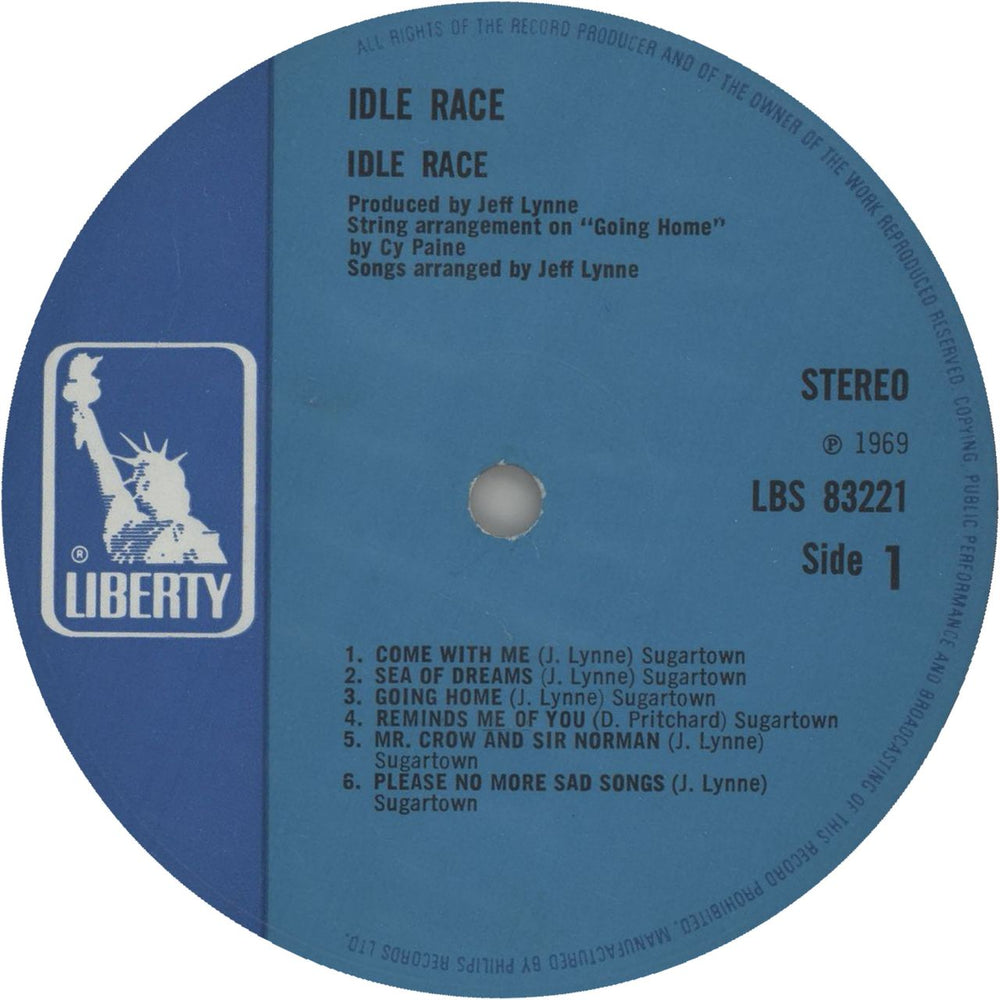 ALL RIGHTS OF THE RECORD PRODUCER AND OF THE OWNER OF THE WORK REPRODUCED RESERVED. COPYING, PUBLIC PERFORMANCE AND BROADCASTING OF THIS RECORD PROHIBITED. MANUFACTURED BY PHILIPS RECORDS LTD.
IDLE RACE
IDLE RACE
Produced by Jeff Lynne
String arrangement on “Going Home”
by Cy Paine
Songs arranged by Jeff Lynne
STEREO
℗ 1969
LBS 83221
Side 1
®
LIBERTY
1. COME WITH ME (J. Lynne) Sugartown
2. SEA OF DREAMS (J. Lynne) Sugartown
3. GOING HOME (J. Lynne) Sugartown
4. REMINDS ME OF YOU (D. Pritchard) Sugartown
5. MR. CROW AND SIR NORMAN (J. Lynne)
Sugartown
6. PLEASE NO MORE SAD SONGS (J. Lynne)
Sugartown